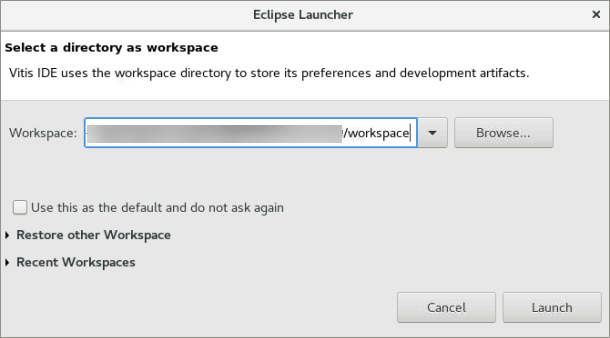 Eclipse Launcher
Select a directory as workspace
Vitis IDE uses the workspace directory to store its preferences and development artifacts.
Workspace: /workspace Browse...
Use this as the default and do not ask again
Restore other Workspace
Recent Workspaces
Cancel Launch